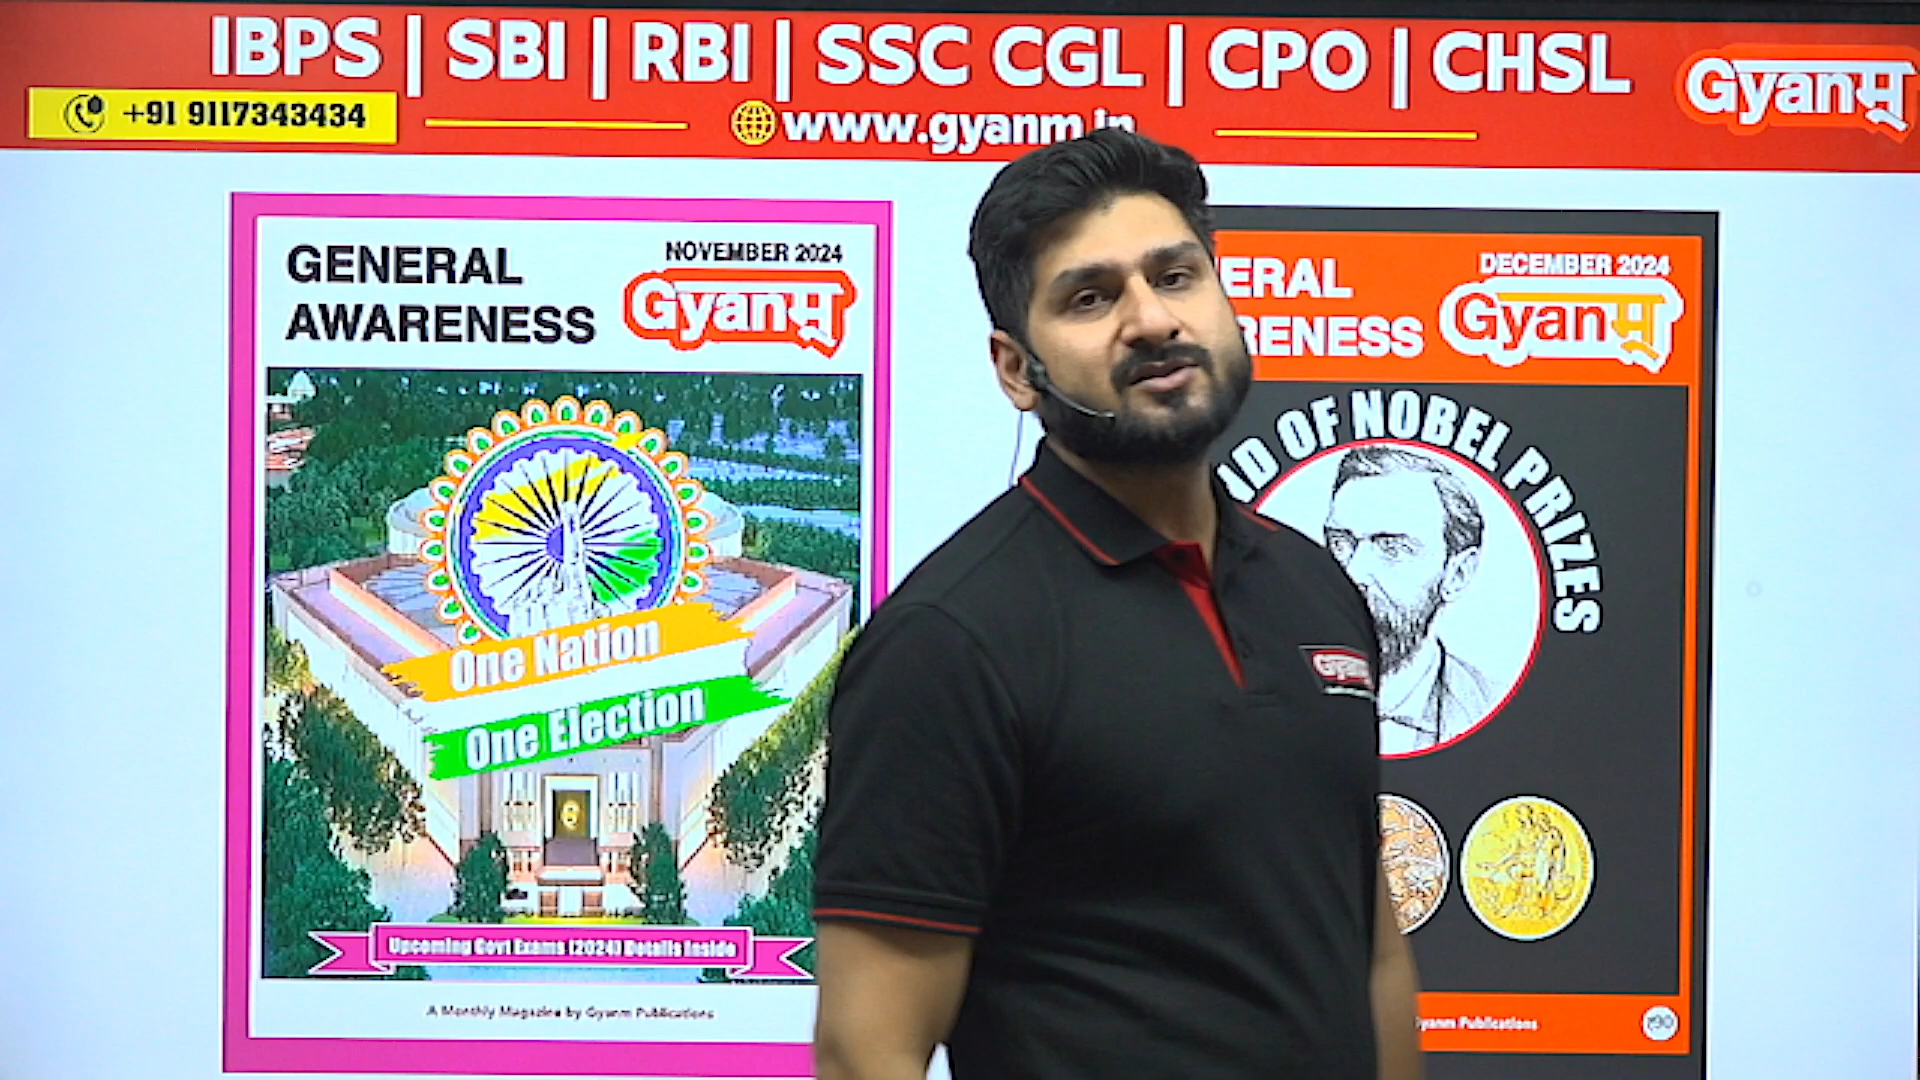 IBPS | SBI | RBI | SSC CGL | CPO | CHSL
Gyanम्
+91 9117343434
www.gyanm.in
GENERAL
AWARENESS
NOVEMBER 2024
Gyanम्
One Nation
One Election
Upcoming Govt Exams (2024) Details Inside
A Monthly Magazine by Gyanm Publications
ERAL
RENESS
DECEMBER 2024
Gyanम्
OF NOBEL PRIZES
Gyanm
Publications
₹90